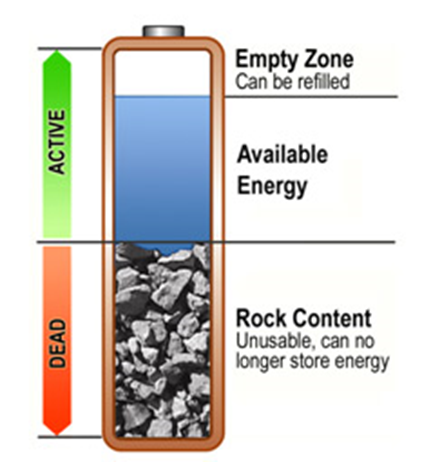 Empty Zone
Can be refilled
ACTIVE
Available
Energy
DEAD
Rock Content
Unusable, can no
longer store energy